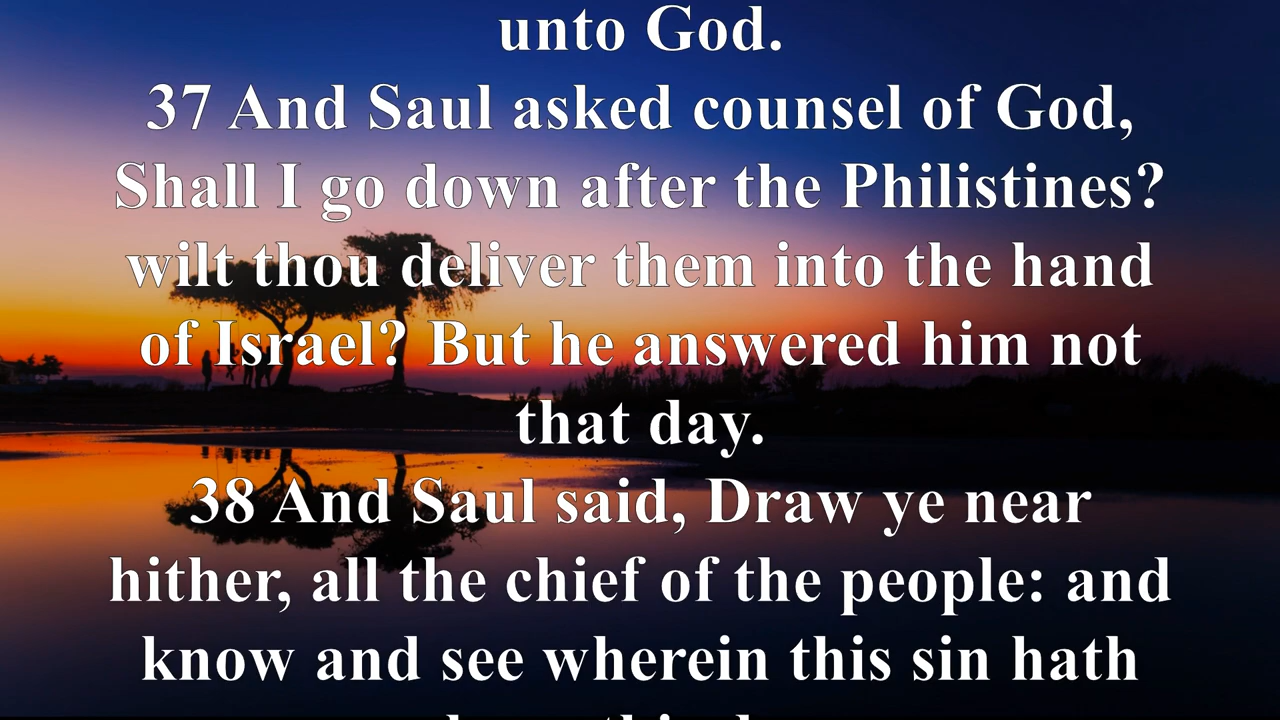 unto God.
37 And Saul asked counsel of God,
Shall I go down after the Philistines?
wilt thou deliver them into the hand
of Israel? But he answered him not
that day.
38 And Saul said, Draw ye near
hither, all the chief of the people: and
know and see wherein this sin hath